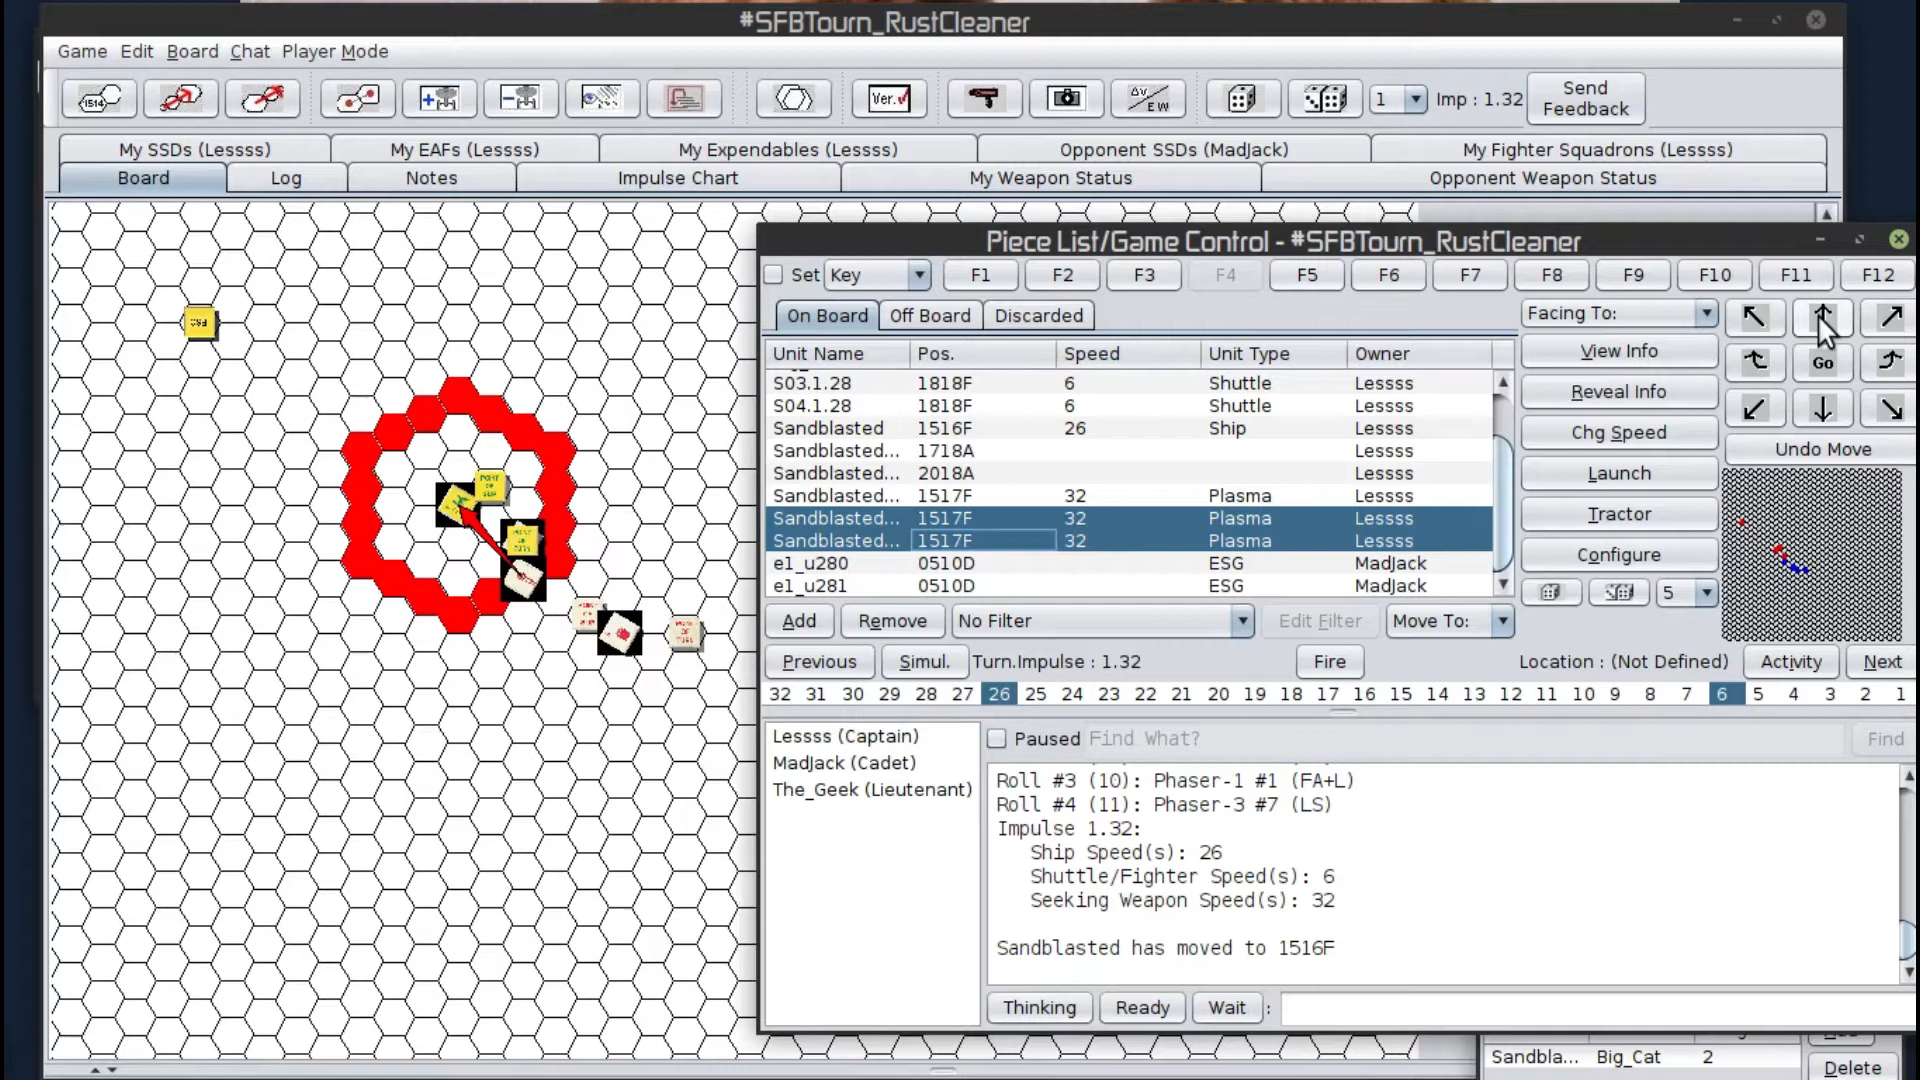 #SFBTourn_RustCleaner
Game Edit Board Chat Player Mode
1514 Ver. ΔV EW 1 Imp : 1.32 Send Feedback
My SSDs (Lessss) My EAFs (Lessss) My Expendables (Lessss) Opponent SSDs (MadJack) My Fighter Squadrons (Lessss)
Board Log Notes Impulse Chart My Weapon Status Opponent Weapon Status
Piece List/Game Control - #SFBTourn_RustCleaner
Set Key F1 F2 F3 F4 F5 F6 F7 F8 F9 F10 F11 F12
On Board Off Board Discarded Facing To:
Unit Name Pos. Speed Unit Type Owner View Info
S03.1.28 1818F 6 Shuttle Lessss Go
S04.1.28 1818F 6 Shuttle Lessss Reveal Info
Sandblasted 1516F 26 Ship Lessss Chg Speed
Sandblasted... 1718A Lessss Undo Move
Sandblasted... 2018A Lessss Launch
Sandblasted... 1517F 32 Plasma Lessss
Sandblasted... 1517F 32 Plasma Lessss Tractor
Sandblasted... 1517F 32 Plasma Lessss
e1_u280 0510D ESG MadJack Configure
e1_u281 0510D ESG MadJack 5
Add Remove No Filter Edit Filter Move To:
Previous Simul. Turn.Impulse : 1.32 Fire Location : (Not Defined) Activity Next
32 31 30 29 28 27 26 25 24 23 22 21 20 19 18 17 16 15 14 13 12 11 10 9 8 7 6 5 4 3 2 1
Lessss (Captain)
MadJack (Cadet)
The_Geek (Lieutenant)
Paused Find What? Find
Roll #3 (10): Phaser-1 #1 (FA+L)
Roll #4 (11): Phaser-3 #7 (LS)
Impulse 1.32:
Ship Speed(s): 26
Shuttle/Fighter Speed(s): 6
Seeking Weapon Speed(s): 32
Sandblasted has moved to 1516F
Thinking Ready Wait :
Sandbla... Big_Cat 2 Delete